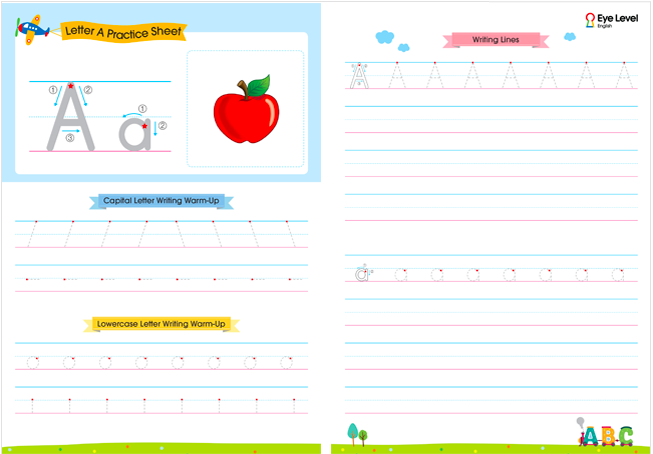 Letter A Practice Sheet
① ② ① ②
③
A a
Capital Letter Writing Warm-Up
Lowercase Letter Writing Warm-Up
Eye Level
English
Writing Lines
A A A A A A A A
a a a a a a a a
ABC